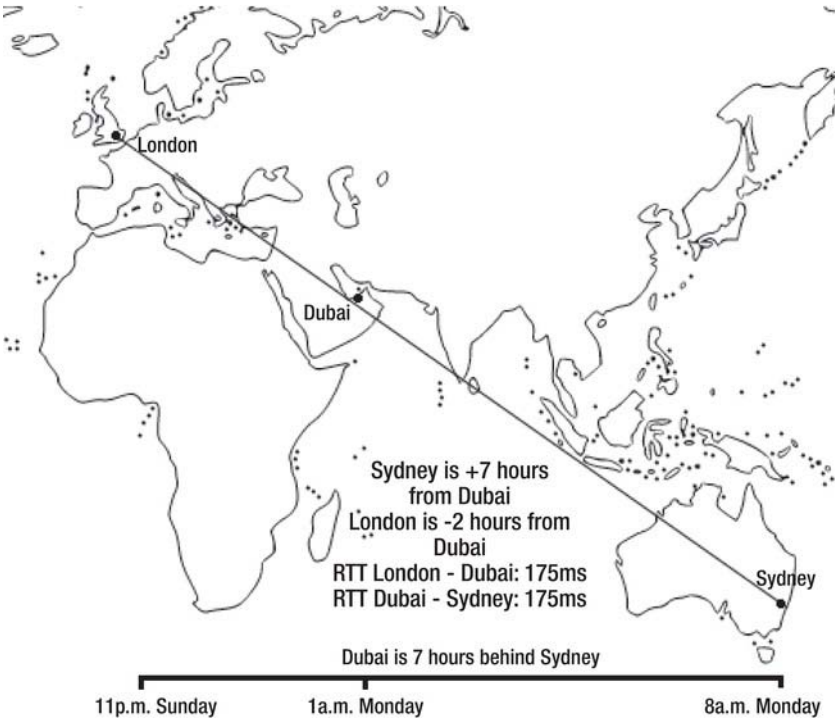 London
Dubai
Sydney is +7 hours
from Dubai
London is -2 hours from
Dubai
RTT London - Dubai: 175ms
RTT Dubai - Sydney: 175ms
Sydney
Dubai is 7 hours behind Sydney
11p.m. Sunday
1a.m. Monday
8a.m. Monday